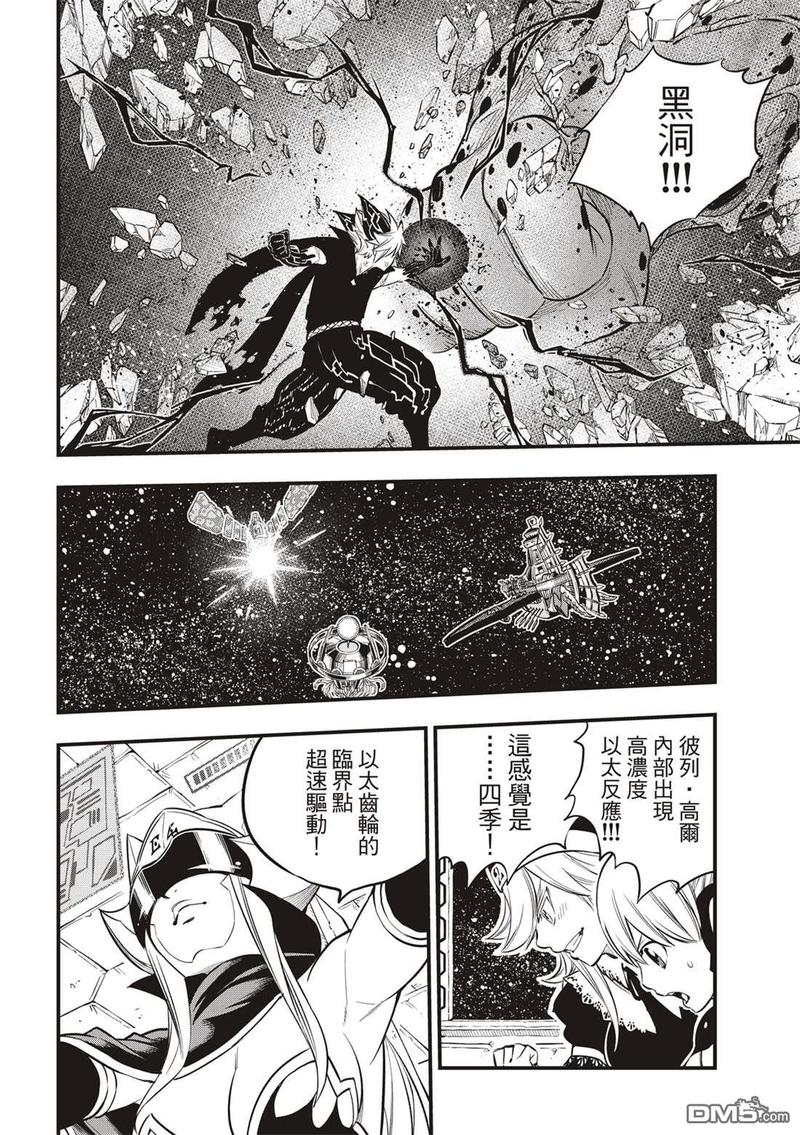 黑洞!!!
彼列·高爾
內部出現
高濃度
以太反應!!!
這感覺是
……四季!
以太齒輪的
臨界點
超速驅動!
E4
DM5.com